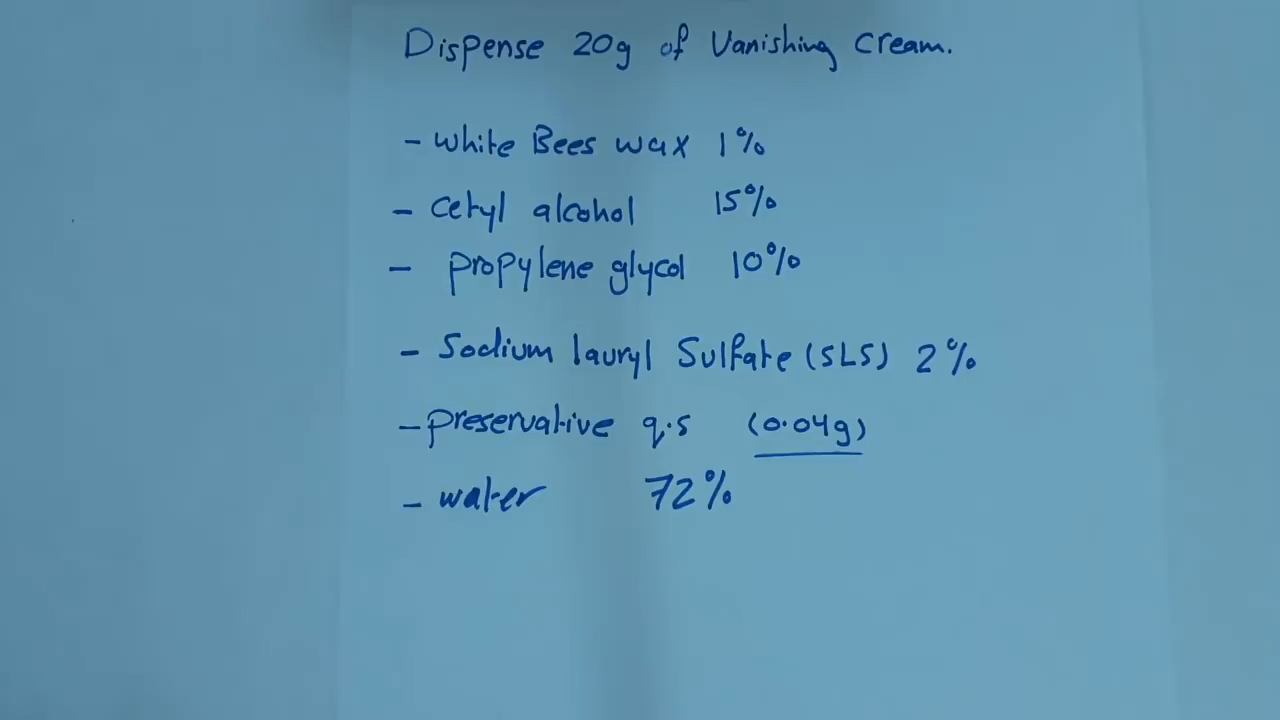 Dispense 20g of Vanishing Cream.
- white Bees wax 1%
- Cetyl alcohol 15%
- propylene glycol 10%
- Sodium lauryl Sulfate (SLS) 2%
- preservative q.s (0.04g)
- water 72%